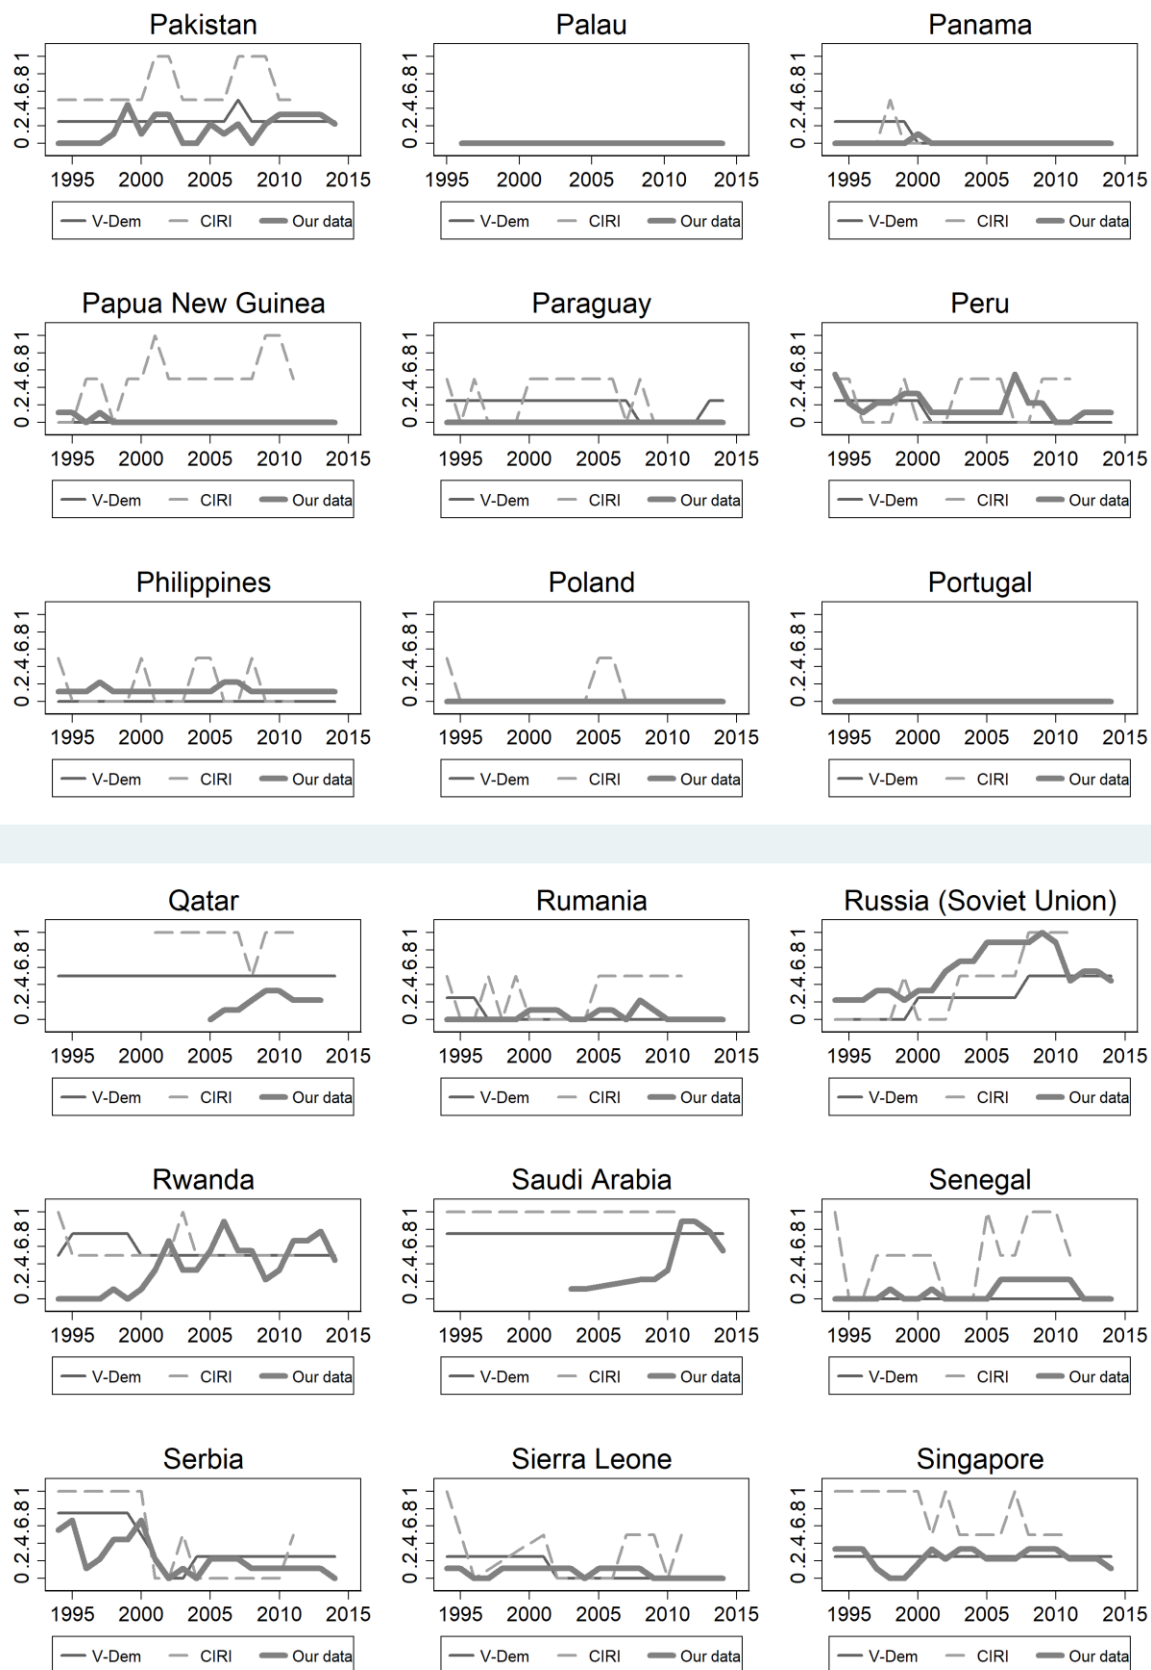 Pakistan Palau Panama
0 .2 .4 .6 .8 1 0 .2 .4 .6 .8 1 0 .2 .4 .6 .8 1
1995 2000 2005 2010 2015 1995 2000 2005 2010 2015 1995 2000 2005 2010 2015
V-Dem CIRI Our data V-Dem CIRI Our data V-Dem CIRI Our data
Papua New Guinea Paraguay Peru
0 .2 .4 .6 .8 1 0 .2 .4 .6 .8 1 0 .2 .4 .6 .8 1
1995 2000 2005 2010 2015 1995 2000 2005 2010 2015 1995 2000 2005 2010 2015
V-Dem CIRI Our data V-Dem CIRI Our data V-Dem CIRI Our data
Philippines Poland Portugal
0 .2 .4 .6 .8 1 0 .2 .4 .6 .8 1 0 .2 .4 .6 .8 1
1995 2000 2005 2010 2015 1995 2000 2005 2010 2015 1995 2000 2005 2010 2015
V-Dem CIRI Our data V-Dem CIRI Our data V-Dem CIRI Our data
Qatar Rumania Russia (Soviet Union)
0 .2 .4 .6 .8 1 0 .2 .4 .6 .8 1 0 .2 .4 .6 .8 1
1995 2000 2005 2010 2015 1995 2000 2005 2010 2015 1995 2000 2005 2010 2015
V-Dem CIRI Our data V-Dem CIRI Our data V-Dem CIRI Our data
Rwanda Saudi Arabia Senegal
0 .2 .4 .6 .8 1 0 .2 .4 .6 .8 1 0 .2 .4 .6 .8 1
1995 2000 2005 2010 2015 1995 2000 2005 2010 2015 1995 2000 2005 2010 2015
V-Dem CIRI Our data V-Dem CIRI Our data V-Dem CIRI Our data
Serbia Sierra Leone Singapore
0 .2 .4 .6 .8 1 0 .2 .4 .6 .8 1 0 .2 .4 .6 .8 1
1995 2000 2005 2010 2015 1995 2000 2005 2010 2015 1995 2000 2005 2010 2015
V-Dem CIRI Our data V-Dem CIRI Our data V-Dem CIRI Our data